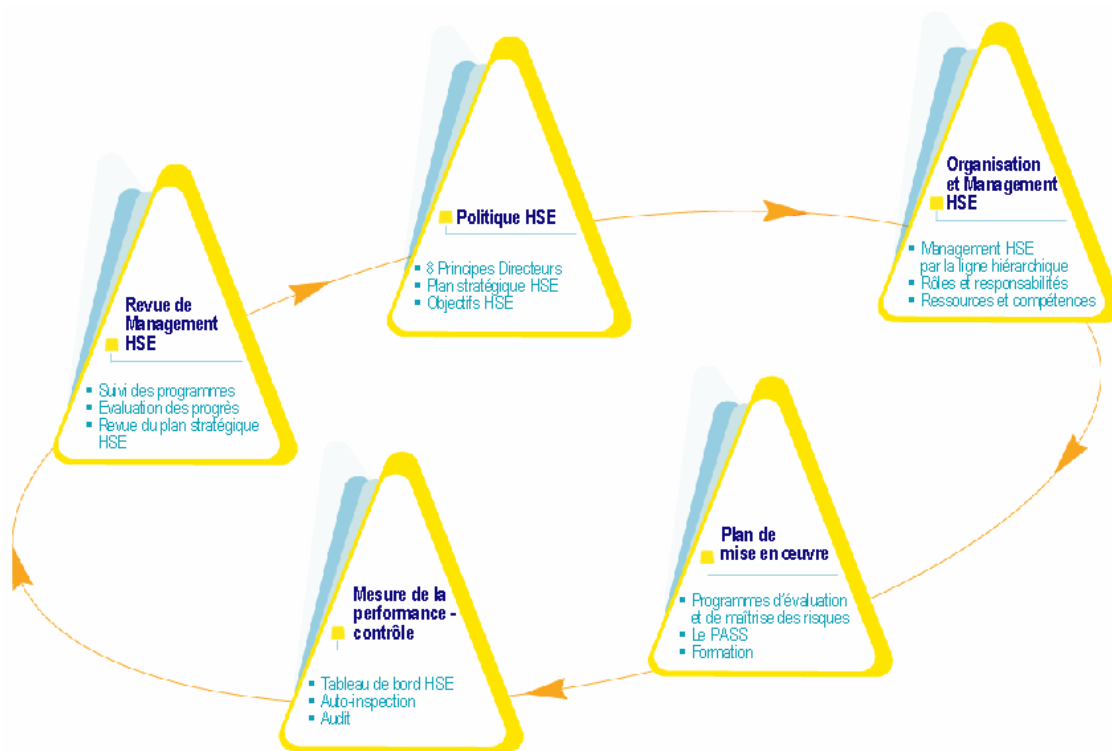 Politique HSE
▪ 8 Principes Directeurs
▪ Plan stratégique HSE
▪ Objectifs HSE
Organisation
et Management
HSE
▪ Management HSE
par la ligne hiérarchique
▪ Rôles et responsabilités
▪ Ressources et compétences
Plan de
mise en œuvre
▪ Programmes d'évaluation
et de maîtrise des risques
▪ Le PASS
▪ Formation
Mesure de la
performance -
contrôle
▪ Tableau de bord HSE
▪ Auto-inspection
▪ Audit
Revue de
Management
HSE
▪ Suivi des programmes
▪ Evaluation des progrès
▪ Revue du plan stratégique
HSE